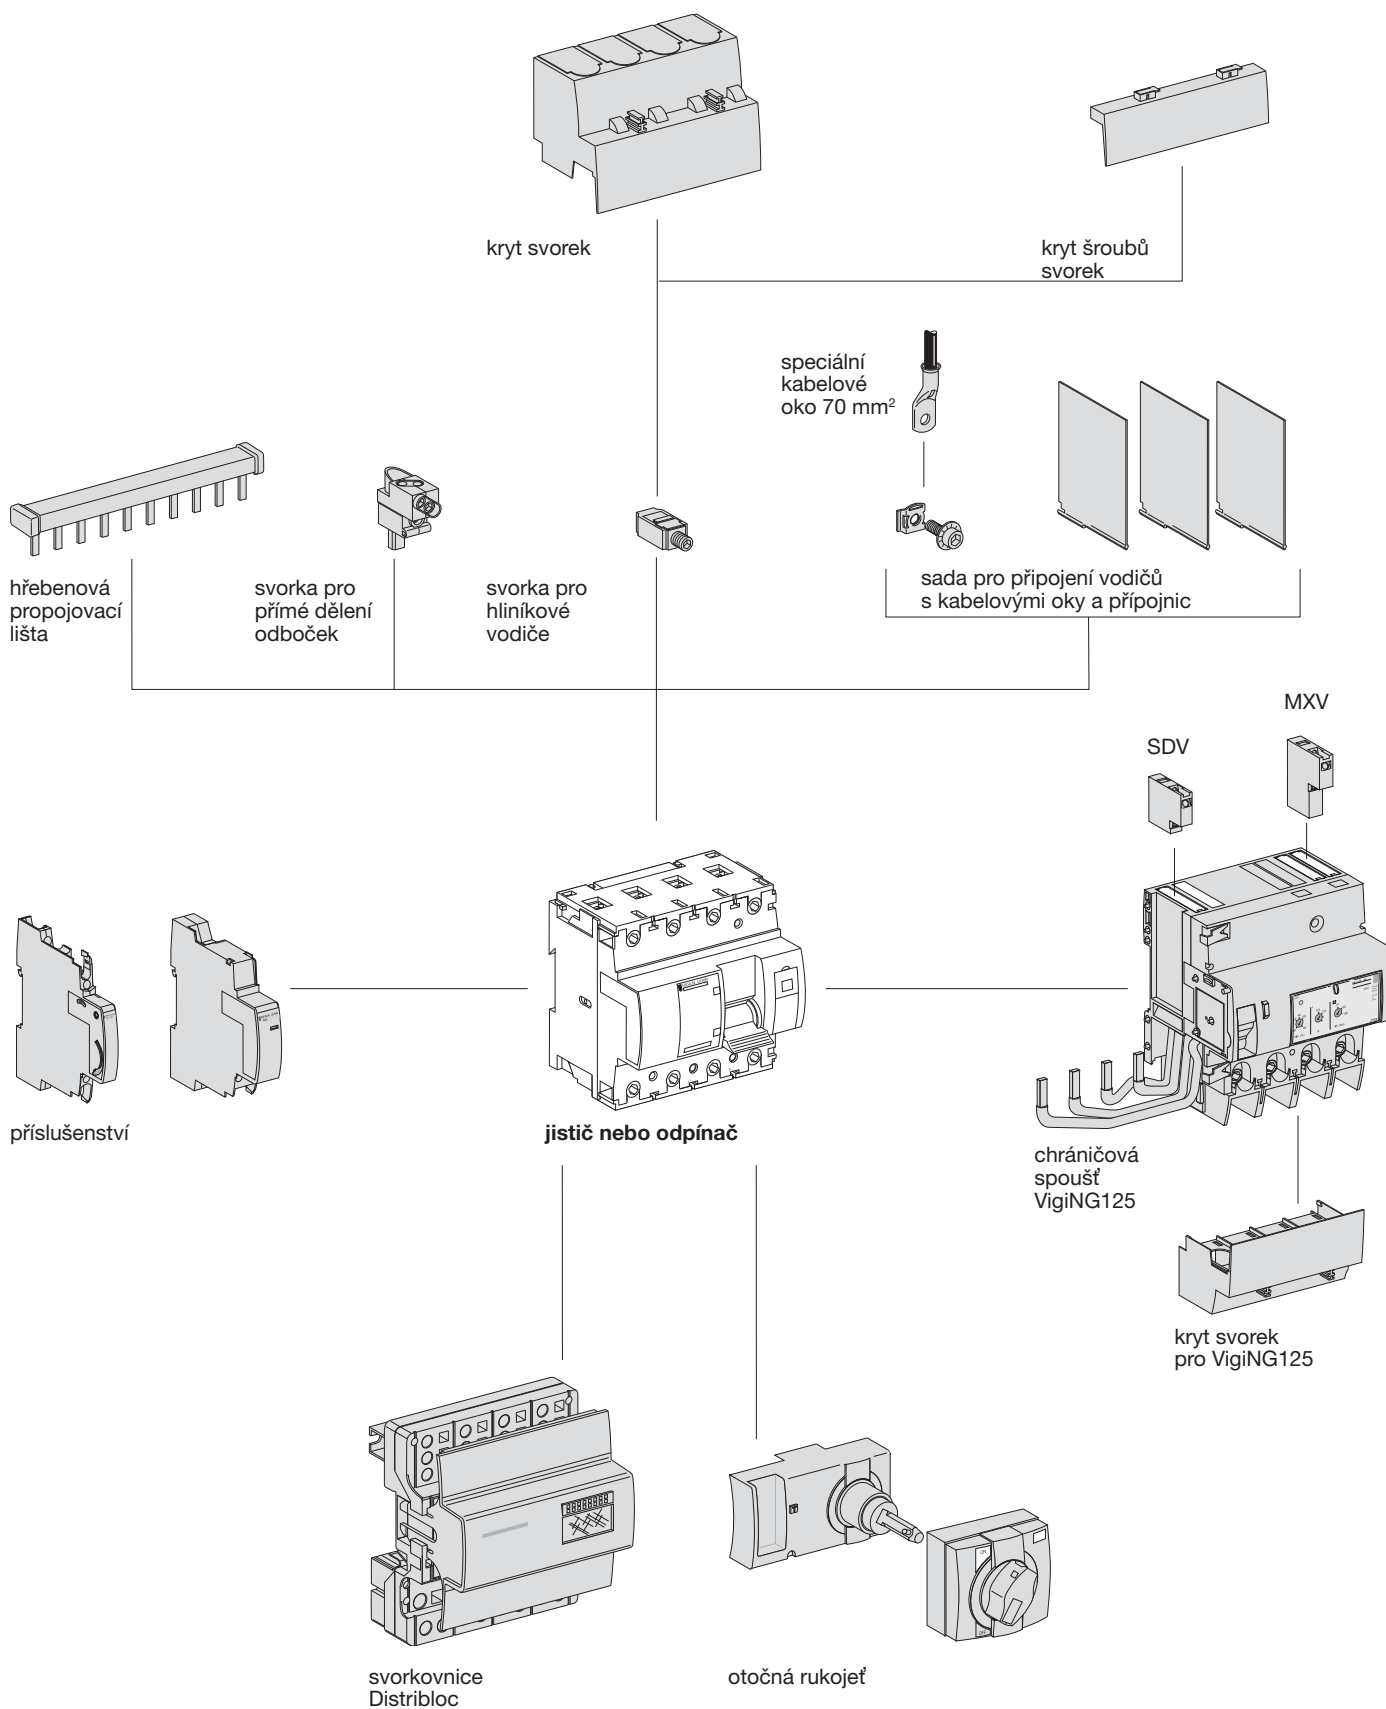 kryt svorek
kryt šroubů
svorek
speciální
kabelové
oko 70 mm²
hřebenová
propojovací
lišta
svorka pro
přímé dělení
odboček
svorka pro
hliníkové
vodiče
sada pro připojení vodičů
s kabelovými oky a přípojnic
MXV
SDV
příslušenství
jistič nebo odpínač
chráničová
spoušť
VigiNG125
kryt svorek
pro VigiNG125
ON
OFF
svorkovnice
Distribloc
otočná rukojeť